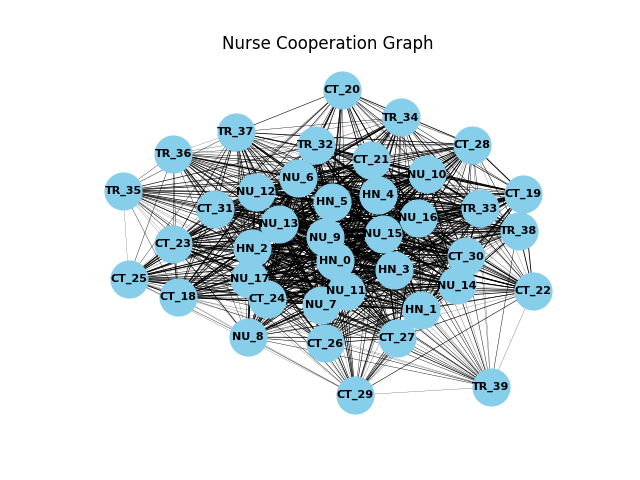 Nurse Cooperation Graph
CT_20
TR_34
TR_37
TR_32
CT_28
TR_36
CT_21
NU_10
NU_6
TR_35
NU_12
HN_5
HN_4
CT_19
CT_31
TR_33
NU_16
NU_13
TR_38
NU_15
NU_9
CT_23
HN_2
CT_30
HN_0
HN_3
CT_25
NU_17
NU_14
CT_22
NU_11
CT_18
CT_24
NU_7
HN_1
NU_8
CT_27
CT_26
TR_39
CT_29